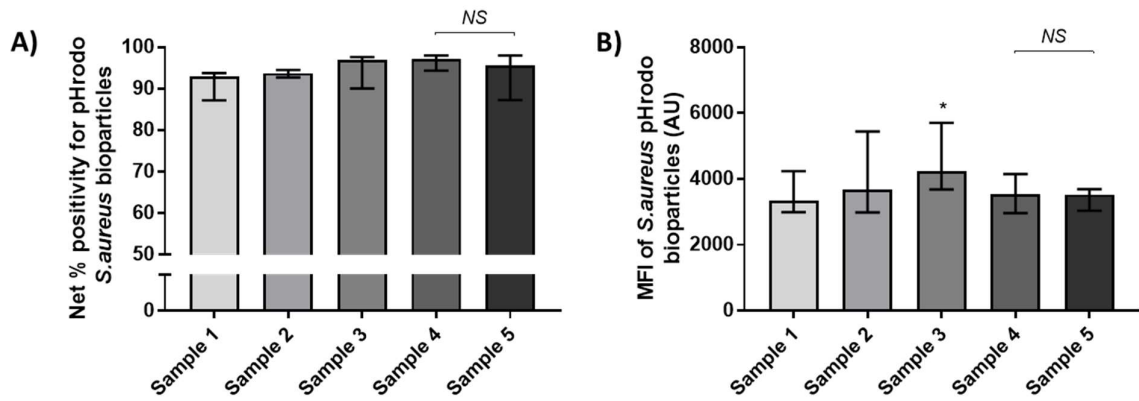 A)
Net % positivity for pHrodo
S.aureus bioparticles
100
90
80
70
60
50
0
NS
Sample 1
Sample 2
Sample 3
Sample 4
Sample 5
B)
MFI of S.aureus pHrodo
bioparticles (AU)
8000
6000
4000
2000
0
*
NS
Sample 1
Sample 2
Sample 3
Sample 4
Sample 5